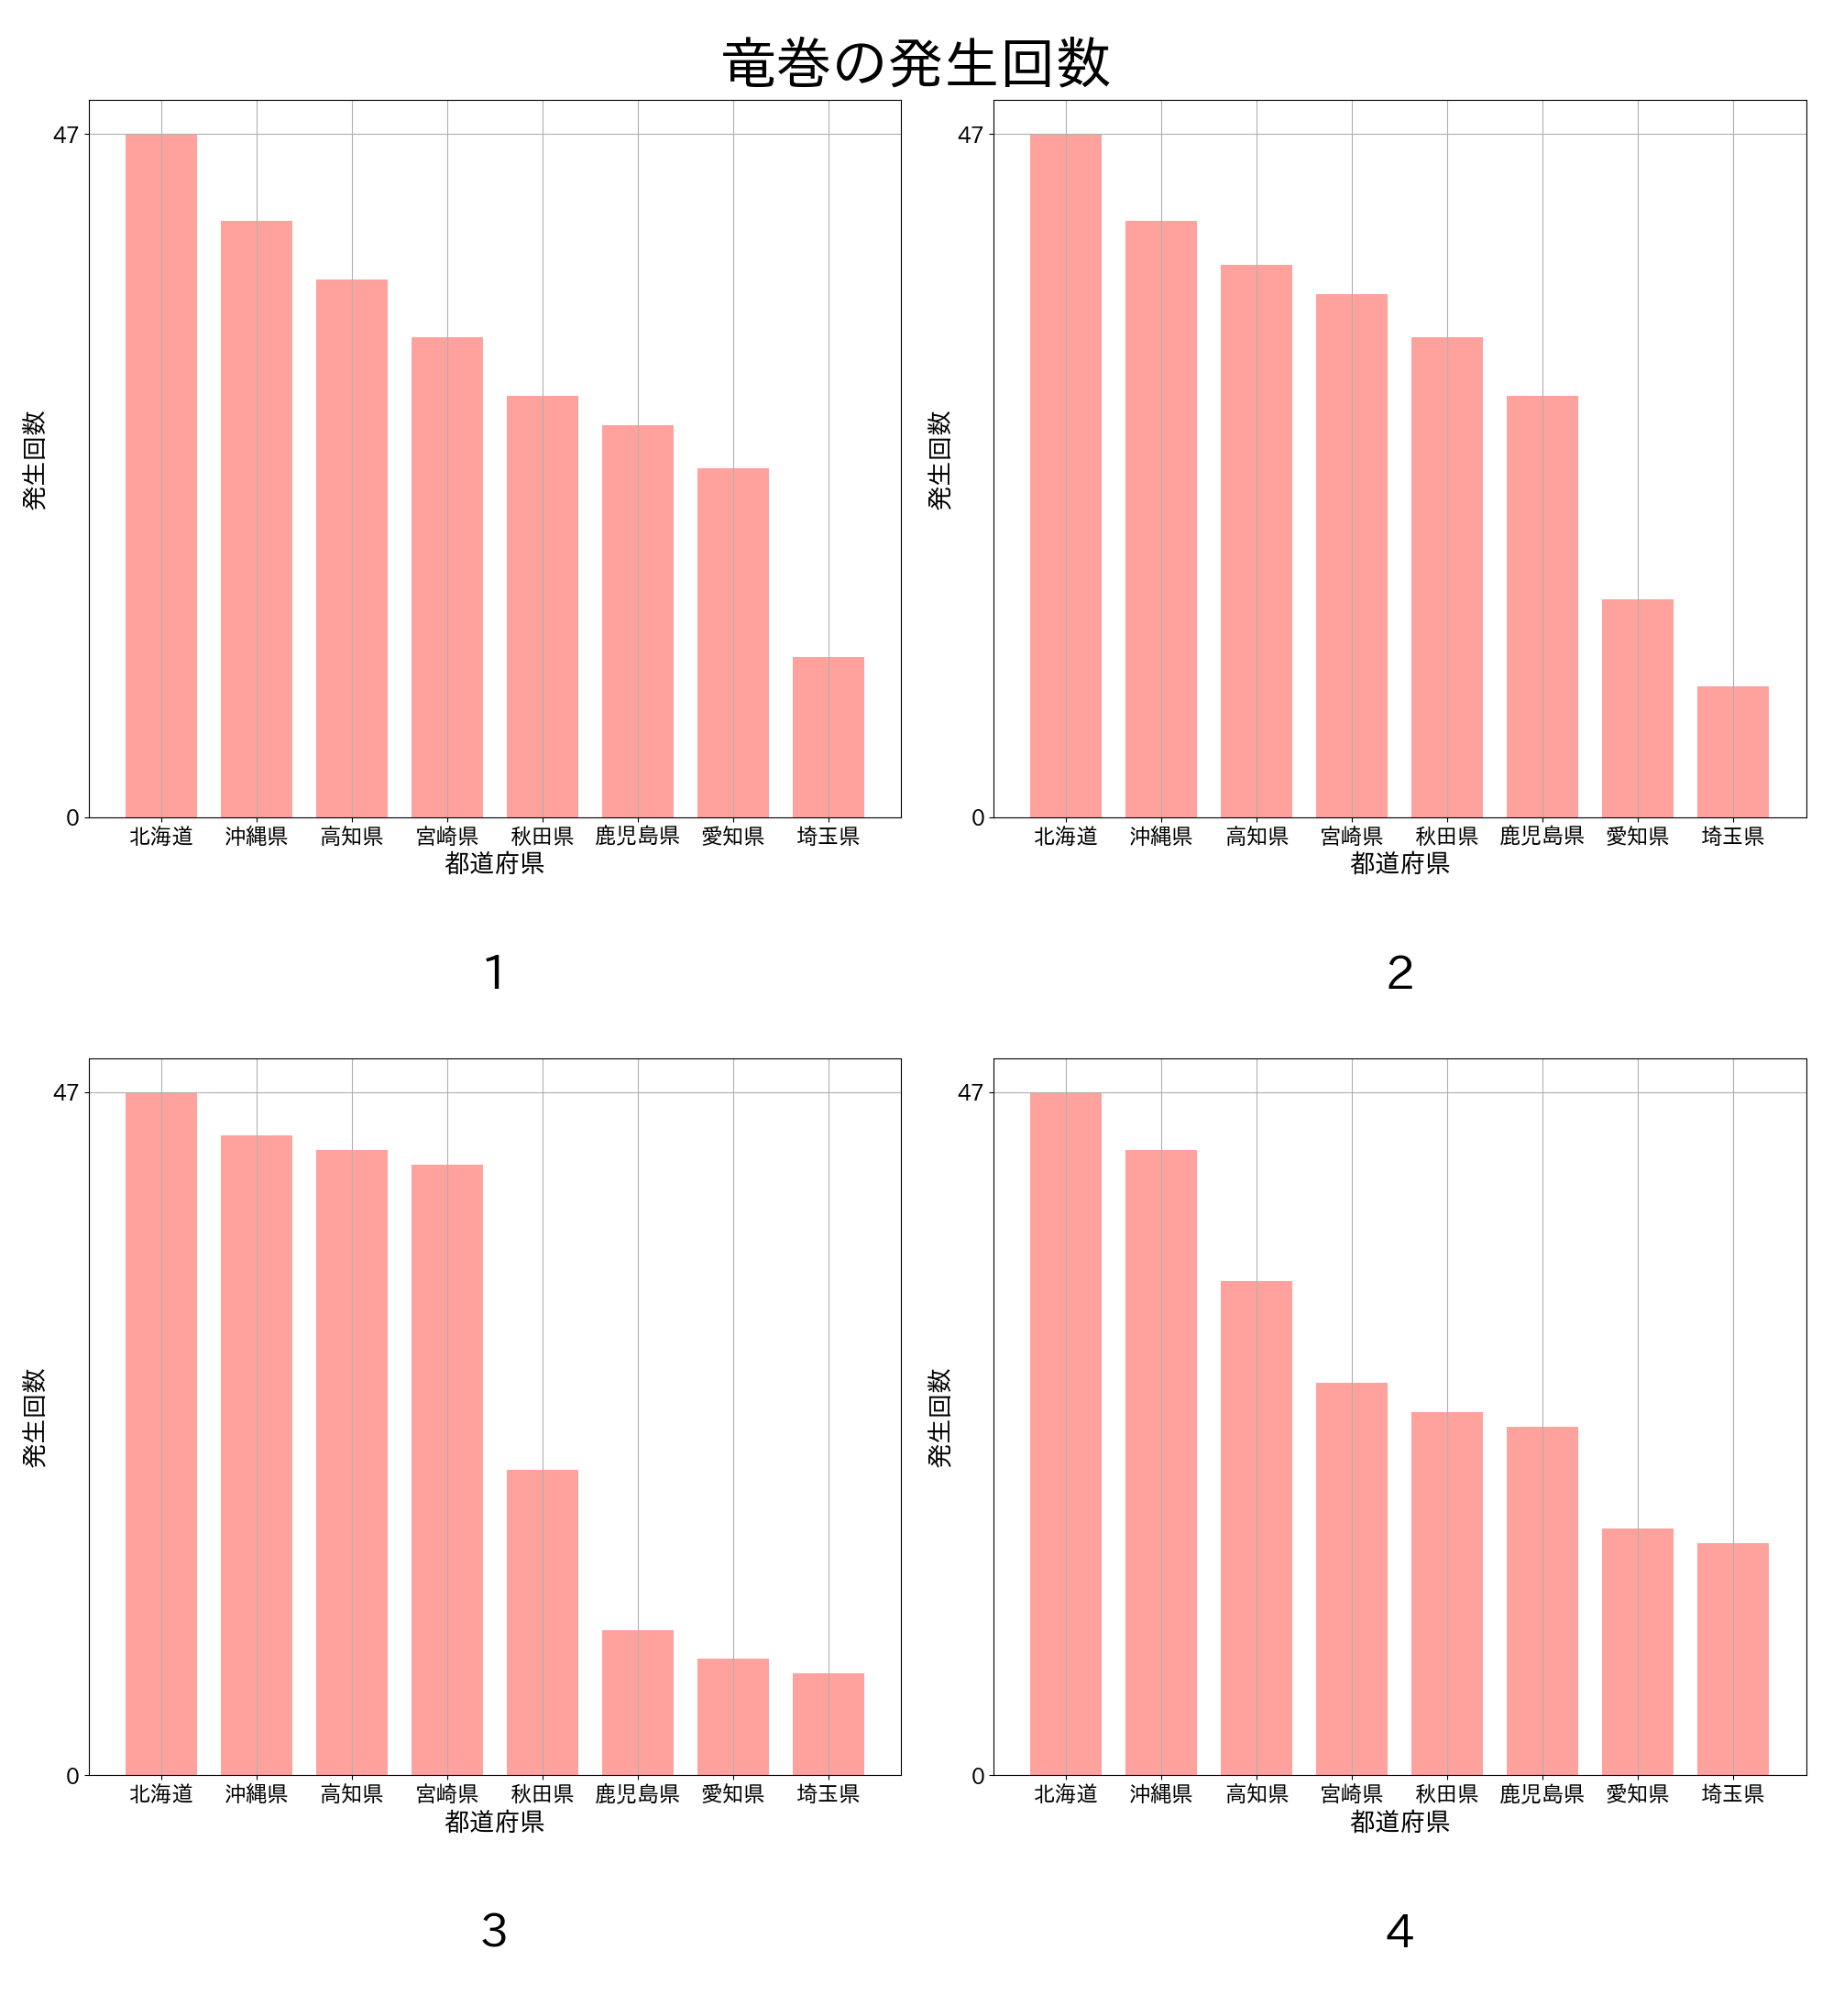 竜巻の発生回数
47
0
発生回数
北海道 沖縄県 高知県 宮崎県 秋田県 鹿児島県 愛知県 埼玉県
都道府県
1
47
0
発生回数
北海道 沖縄県 高知県 宮崎県 秋田県 鹿児島県 愛知県 埼玉県
都道府県
2
47
0
発生回数
北海道 沖縄県 高知県 宮崎県 秋田県 鹿児島県 愛知県 埼玉県
都道府県
3
47
0
発生回数
北海道 沖縄県 高知県 宮崎県 秋田県 鹿児島県 愛知県 埼玉県
都道府県
4